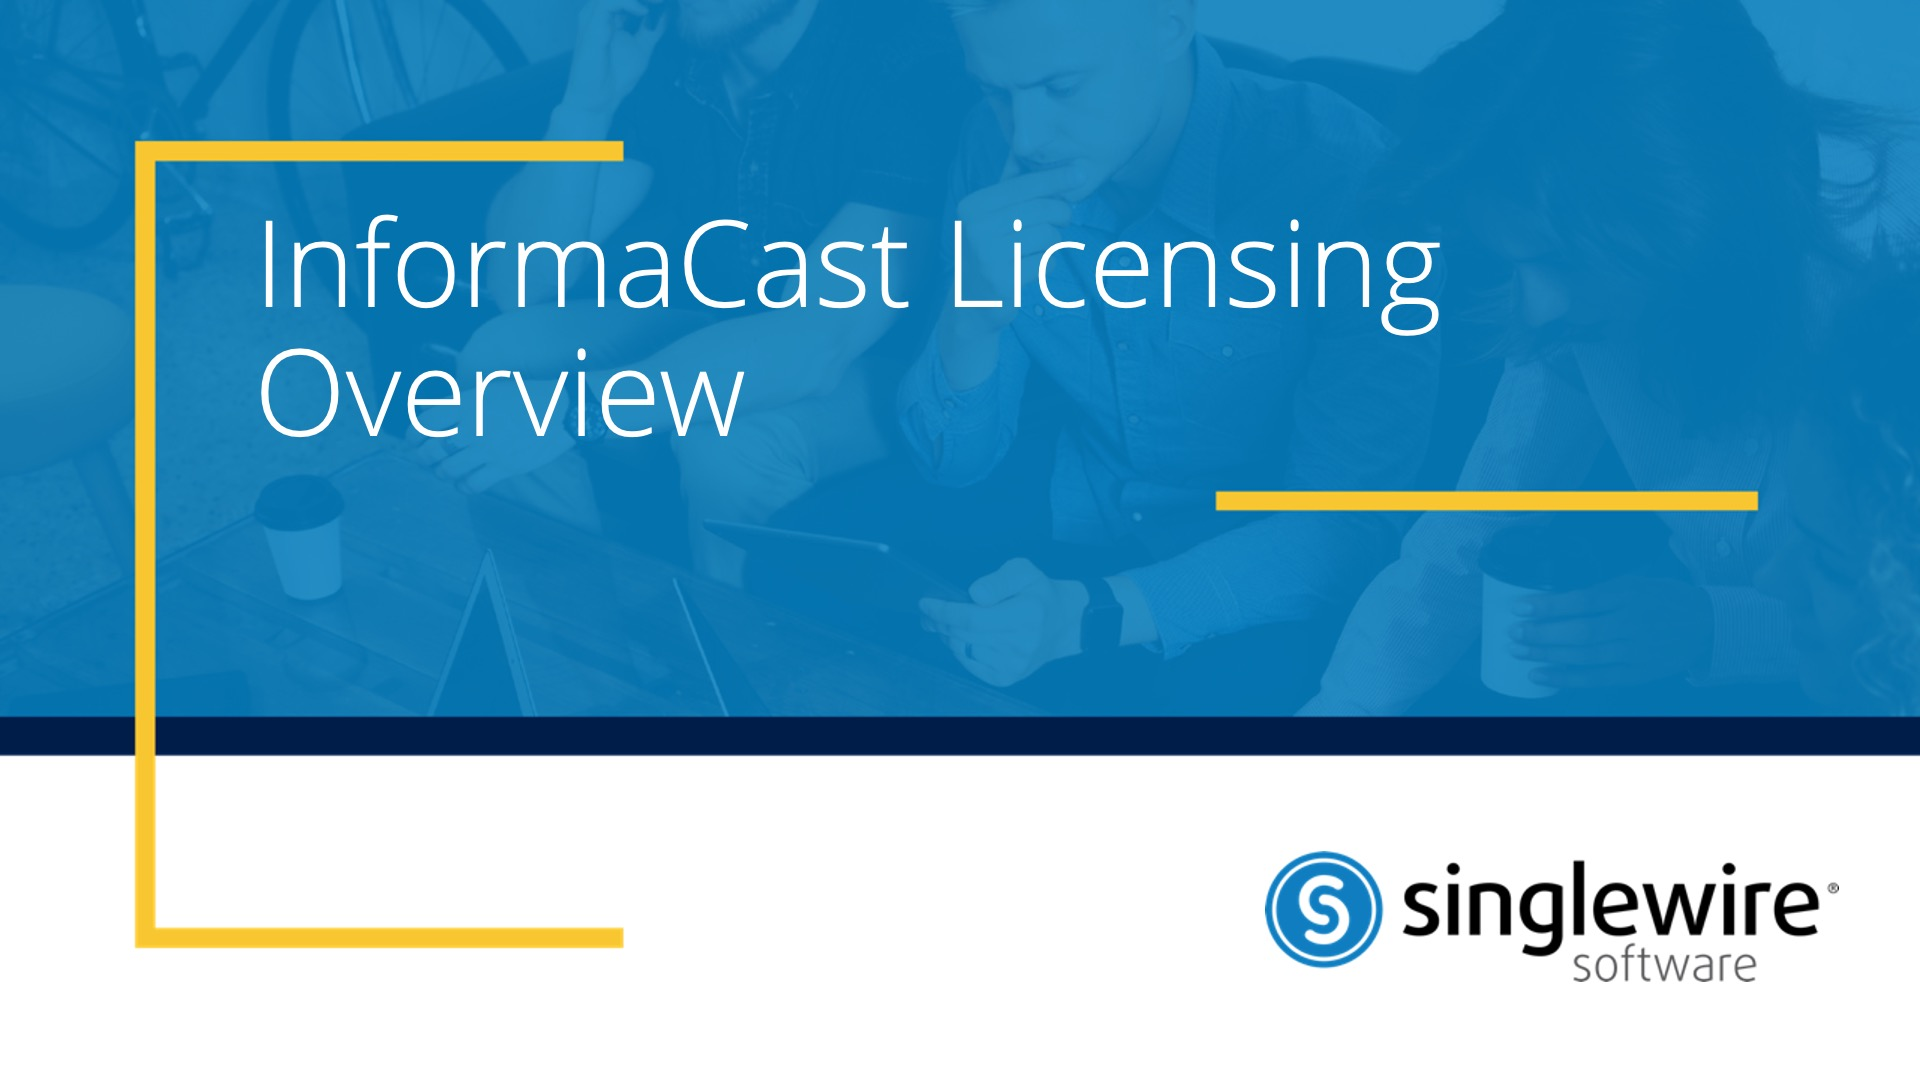 InformaCast Licensing
Overview
singlewire®
software